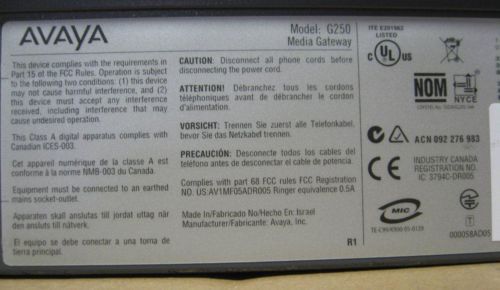 AVAYA
This device complies with the requirements in
Part 15 of the FCC Rules. Operation is subject
to the following two conditions: (1) this device
may not cause harmful interference, and (2)
this device must accept any interference
received, including interference that may
cause undesired operation.
This Class A digital apparatus complies with
Canadian ICES-003.
Cet appareil numérique de la classe A est
conforme à la norme NMB-003 du Canada.
Equipment must be connected to an earthed
mains socket-outlet.
Apparaten skall anslutas till jordat uttag när
den ansluts till nätverk.
El equipo se debe conectar a una toma de
tierra principal.
Model: G250
Media Gateway
CAUTION: Disconnect all phone cords before
disconnecting the power cord.
ATTENTION! Débranchez tous les cordons
téléphoniques avant de débrancher le cordon
d'alimentation.
VORSICHT: Trennen Sie zuerst alle Telefonkabel,
bevor Sie das Netzkabel trennen.
PRECAUCIÓN: Desconecte todos los cables del
teléfono antes de desconectar el cable de potencia.
Complies with part 68 FCC rules FCC Registration
NO. US:AV1MF05ADR005 Ringer equivalence 0.5A
Made In/Fabricado No/Hecho En: Israel
Manufacturer/Fabricante: Avaya, Inc.
R1
ITE E201962
LISTED
C UL US
NOM
NYCE
ACN 092 276 983
INDUSTRY CANADA
REGISTRATION NO.
IC: 3794C-DR005
MIC
000058AD05